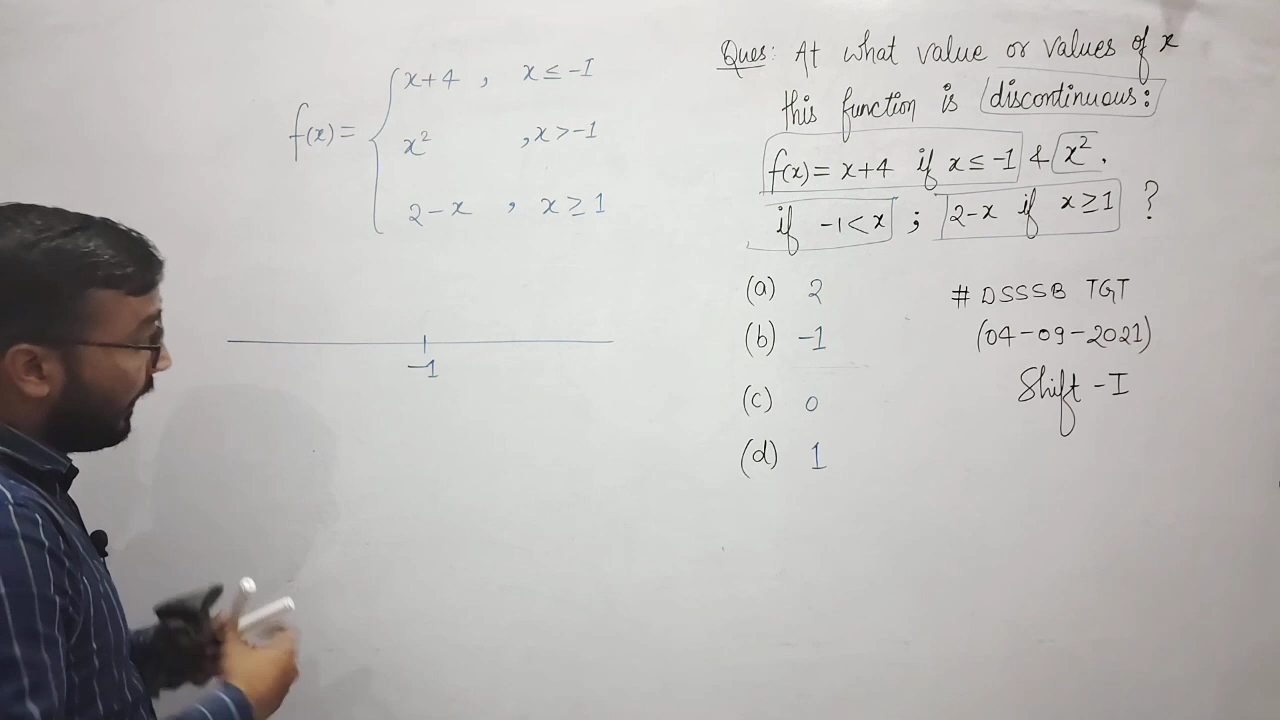 f(x) = { x+4 , x ≤ -1
x² , x > -1
2-x , x ≥ 1
-1
Ques: At what value or values of x
this function is discontinuous:
f(x) = x+4 if x ≤ -1 & x².
if -1<x ; 2-x if x≥1 ?
(a) 2
(b) -1
(c) 0
(d) 1
# DSSSB TGT
(04-09-2021)
Shift - I